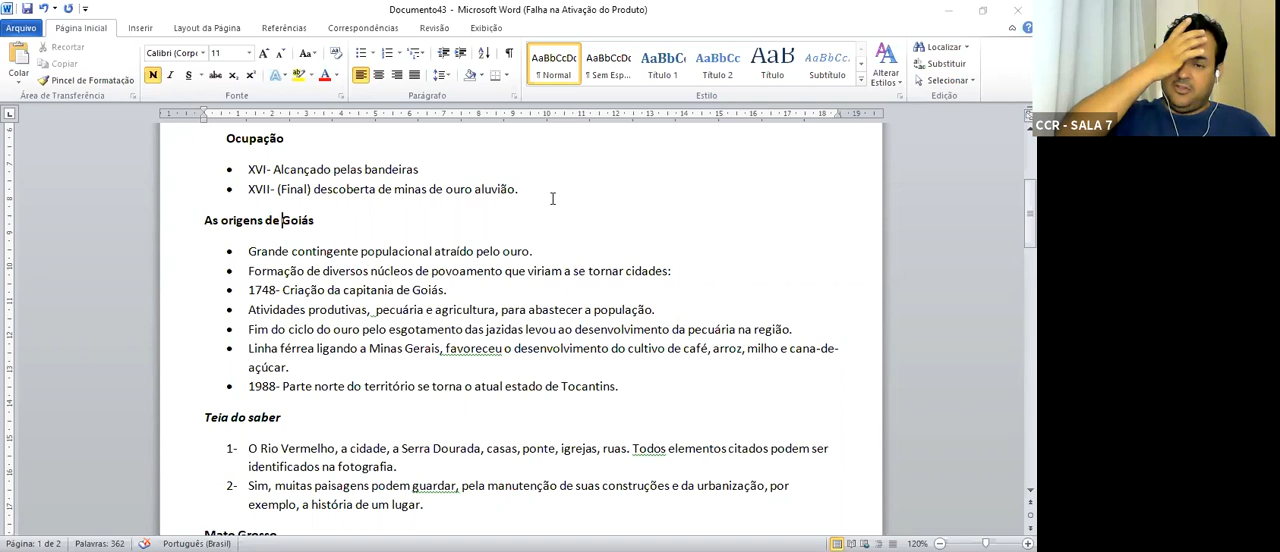 Documento43 - Microsoft Word (Falha na Ativação do Produto)
Arquivo Página Inicial Inserir Layout da Página Referências Correspondências Revisão Exibição
Colar Recortar Copiar Pincel de Formatação
Calibri (Corpo 11
N I S abc x₂ x² A A
AaBbCcDc AaBbCcDc AaBbC AaBbCc AaB AaBbCc.
¶ Normal ¶ Sem Esp... Título 1 Título 2 Título Subtítulo
Alterar Estilos
Localizar Substituir Selecionar
Área de Transferência Fonte Parágrafo Estilo Edição
CCR - SALA 7
Ocupação
• XVI- Alcançado pelas bandeiras
• XVII- (Final) descoberta de minas de ouro aluvião.
As origens de Goiás
• Grande contingente populacional atraído pelo ouro.
• Formação de diversos núcleos de povoamento que viriam a se tornar cidades:
• 1748- Criação da capitania de Goiás.
• Atividades produtivas, pecuária e agricultura, para abastecer a população.
• Fim do ciclo do ouro pelo esgotamento das jazidas levou ao desenvolvimento da pecuária na região.
• Linha férrea ligando a Minas Gerais, favoreceu o desenvolvimento do cultivo de café, arroz, milho e cana-de-
açúcar.
• 1988- Parte norte do território se torna o atual estado de Tocantins.
Teia do saber
1- O Rio Vermelho, a cidade, a Serra Dourada, casas, ponte, igrejas, ruas. Todos elementos citados podem ser
identificados na fotografia.
2- Sim, muitas paisagens podem guardar, pela manutenção de suas construções e da urbanização, por
exemplo, a história de um lugar.
Mato Grosso
Página: 1 de 2 Palavras: 362 Português (Brasil) 120%